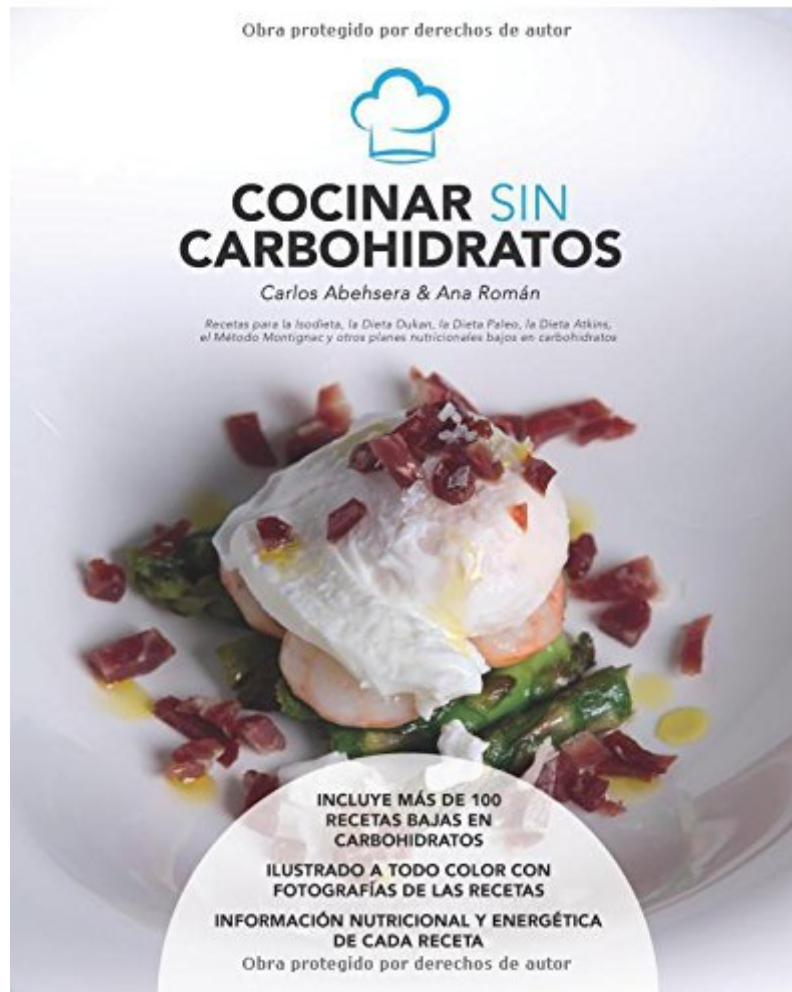 Obra protegido por derechos de autor
COCINAR SIN
CARBOHIDRATOS
Carlos Abehsera & Ana Román
Recetas para la Isodieta, la Dieta Dukan, la Dieta Paleo, la Dieta Atkins,
el Método Montignac y otros planes nutricionales bajos en carbohidratos
INCLUYE MÁS DE 100
RECETAS BAJAS EN
CARBOHIDRATOS
ILUSTRADO A TODO COLOR CON
FOTOGRAFÍAS DE LAS RECETAS
INFORMACIÓN NUTRICIONAL Y ENERGÉTICA
DE CADA RECETA
Obra protegido por derechos de autor